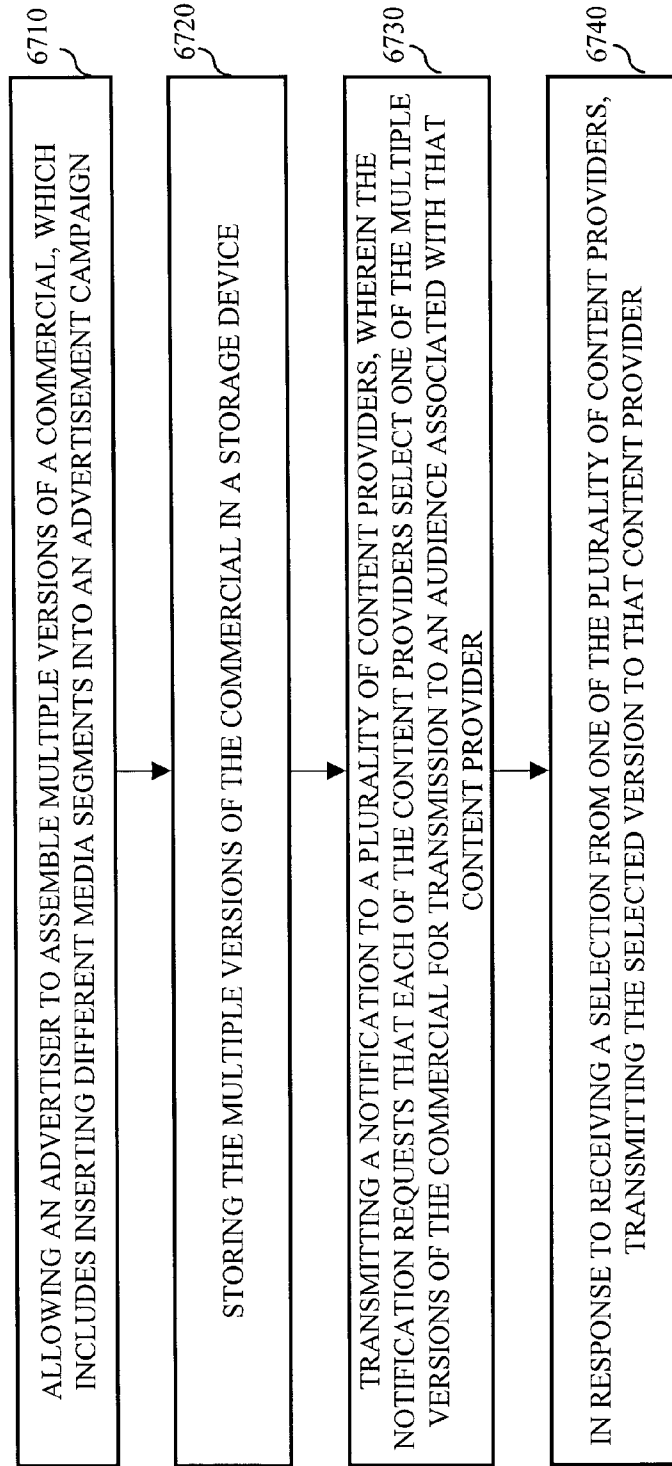 6710
ALLOWING AN ADVERTISER TO ASSEMBLE MULTIPLE VERSIONS OF A COMMERCIAL, WHICH
INCLUDES INSERTING DIFFERENT MEDIA SEGMENTS INTO AN ADVERTISEMENT CAMPAIGN
6720
STORING THE MULTIPLE VERSIONS OF THE COMMERCIAL IN A STORAGE DEVICE
6730
TRANSMITTING A NOTIFICATION TO A PLURALITY OF CONTENT PROVIDERS, WHEREIN THE
NOTIFICATION REQUESTS THAT EACH OF THE CONTENT PROVIDERS SELECT ONE OF THE MULTIPLE
VERSIONS OF THE COMMERCIAL FOR TRANSMISSION TO AN AUDIENCE ASSOCIATED WITH THAT
CONTENT PROVIDER
6740
IN RESPONSE TO RECEIVING A SELECTION FROM ONE OF THE PLURALITY OF CONTENT PROVIDERS,
TRANSMITTING THE SELECTED VERSION TO THAT CONTENT PROVIDER